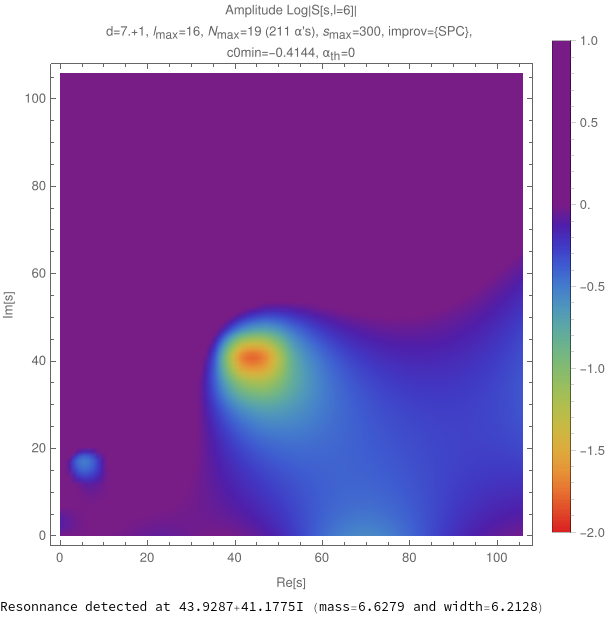 Amplitude Log|S[s,l=6]|
d=7.+1, lmax=16, Nmax=19 (211 α's), smax=300, improv={SPC},
c0min=−0.4144, αth=0
100
80
60
40
20
0
Im[s]
0 20 40 60 80 100
Re[s]
1.0
0.5
0.
−0.5
−1.0
−1.5
−2.0
Resonnance detected at 43.9287+41.1775I (mass=6.6279 and width=6.2128)